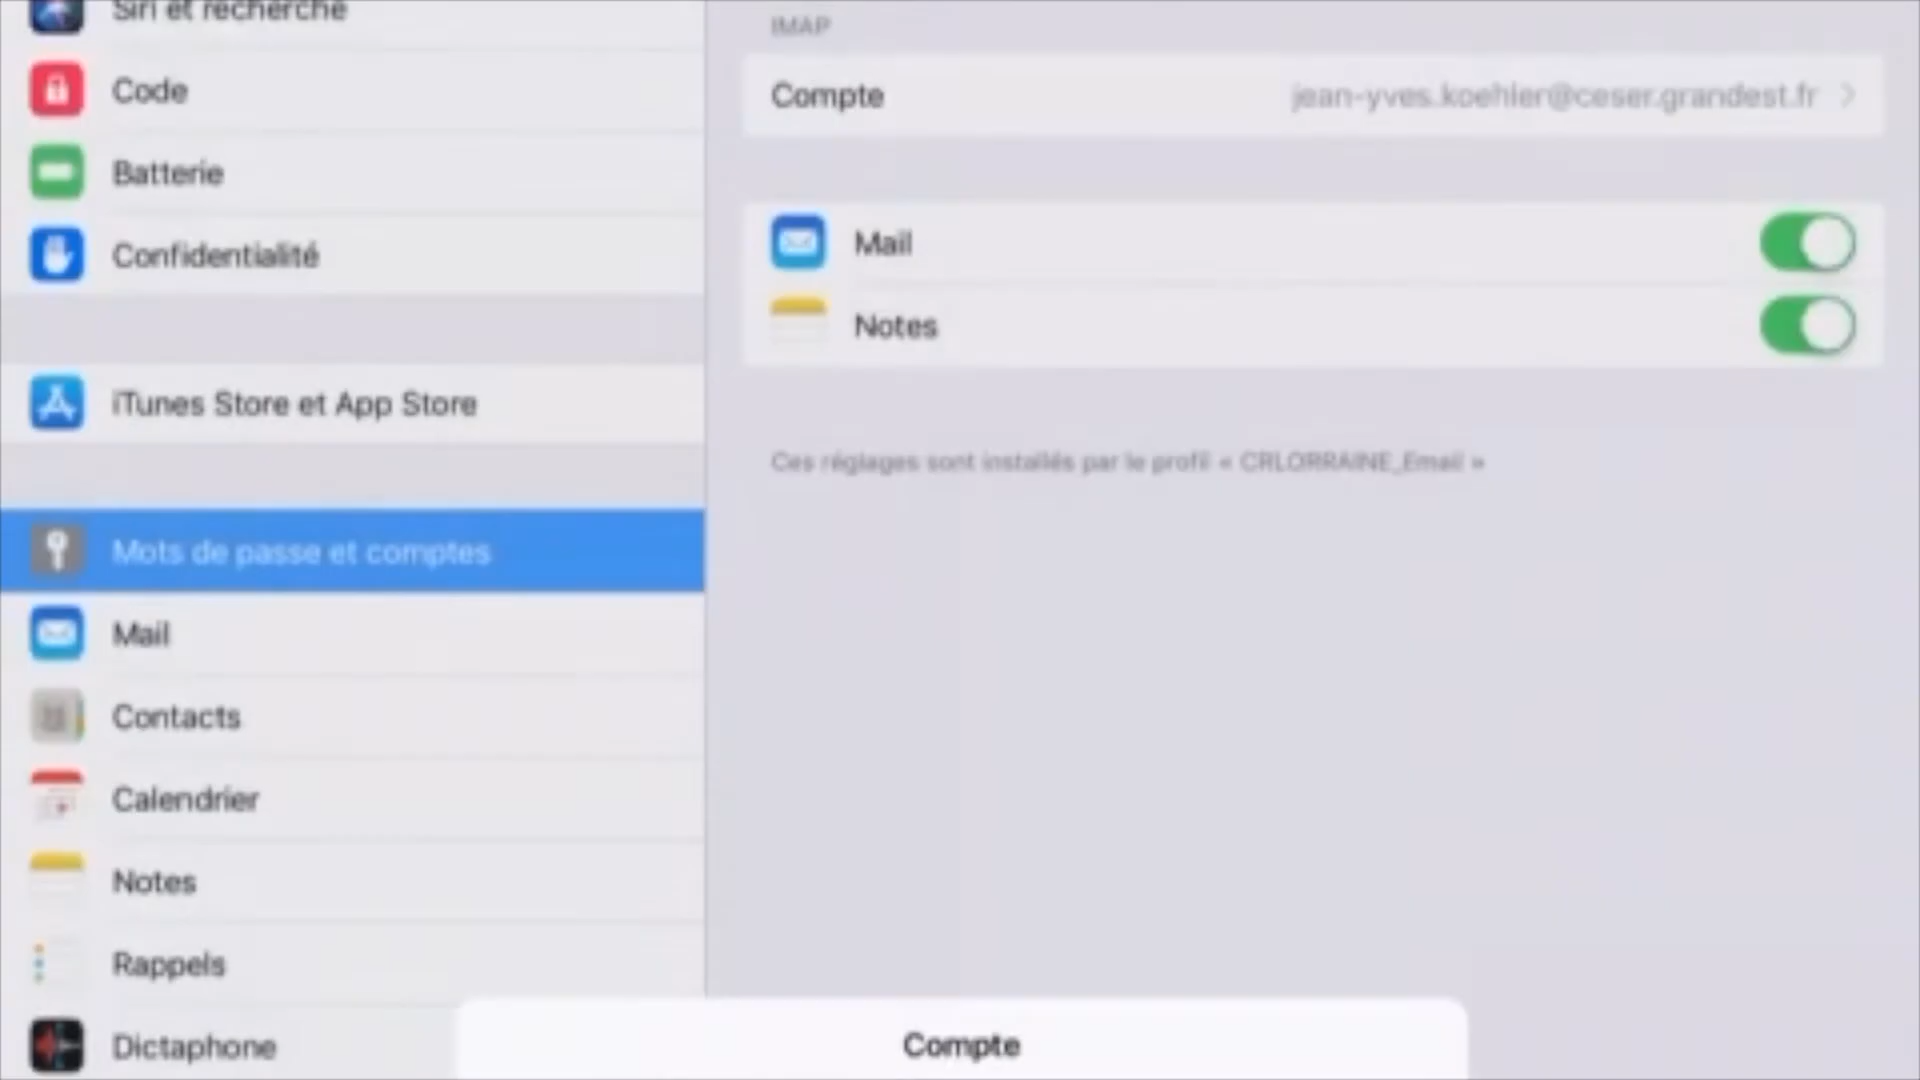 Siri et recherche
Code
Batterie
Confidentialité
iTunes Store et App Store
Mots de passe et comptes
Mail
Contacts
Calendrier
Notes
Rappels
Dictaphone
IMAP
Compte jean-yves.koehler@ceser.grandest.fr
Mail
Notes
Ces réglages sont installés par le profil « CRLORRAINE_Email »
Compte